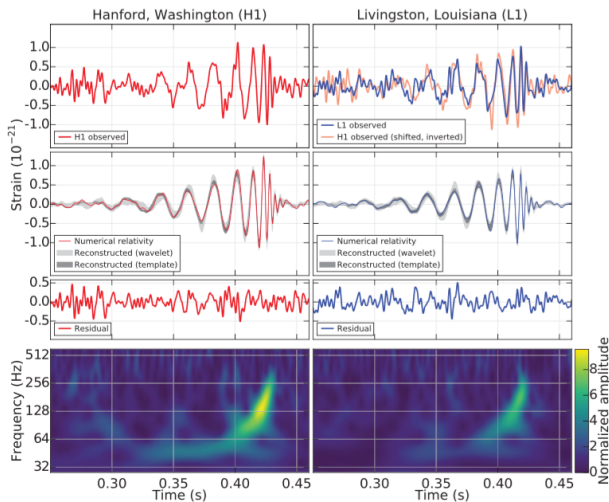 Hanford, Washington (H1)
Livingston, Louisiana (L1)
1.0
0.5
0.0
-0.5
-1.0
H1 observed
L1 observed
H1 observed (shifted, inverted)
Strain (10⁻²¹)
1.0
0.5
0.0
-0.5
-1.0
Numerical relativity
Reconstructed (wavelet)
Reconstructed (template)
Numerical relativity
Reconstructed (wavelet)
Reconstructed (template)
0.5
0.0
-0.5
Residual
Residual
Frequency (Hz)
512
256
128
64
32
0.30
0.35
0.40
0.45
Time (s)
0.30
0.35
0.40
0.45
Time (s)
8
6
4
2
0
Normalized amplitude